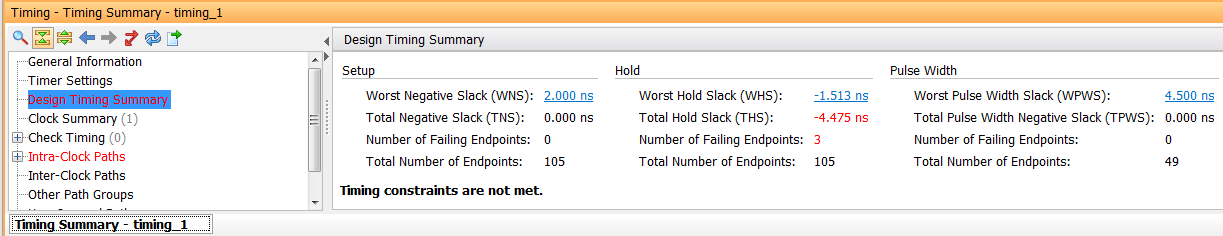 Timing - Timing Summary - timing_1
General Information
Timer Settings
Design Timing Summary
Clock Summary (1)
Check Timing (0)
Intra-Clock Paths
Inter-Clock Paths
Other Path Groups
Design Timing Summary
Setup Hold Pulse Width
Worst Negative Slack (WNS): 2.000 ns Worst Hold Slack (WHS): -1.513 ns Worst Pulse Width Slack (WPWS): 4.500 ns
Total Negative Slack (TNS): 0.000 ns Total Hold Slack (THS): -4.475 ns Total Pulse Width Negative Slack (TPWS): 0.000 ns
Number of Failing Endpoints: 0 Number of Failing Endpoints: 3 Number of Failing Endpoints: 0
Total Number of Endpoints: 105 Total Number of Endpoints: 105 Total Number of Endpoints: 49
Timing constraints are not met.
Timing Summary - timing_1